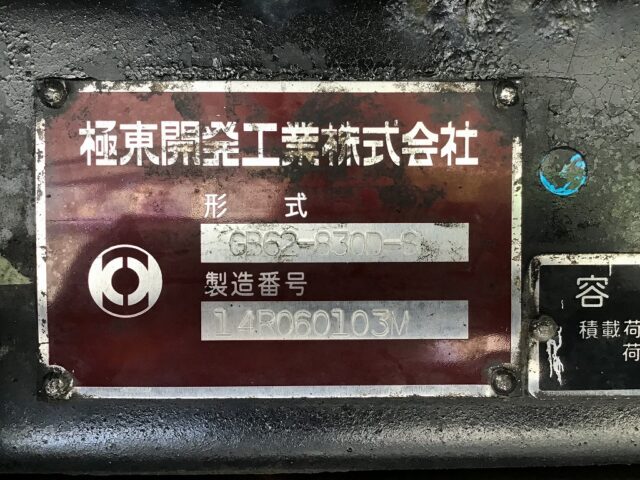 極東開発工業株式会社
形 式
GB62-830D-S
製造番号
14R060103M
容
積載荷
荷